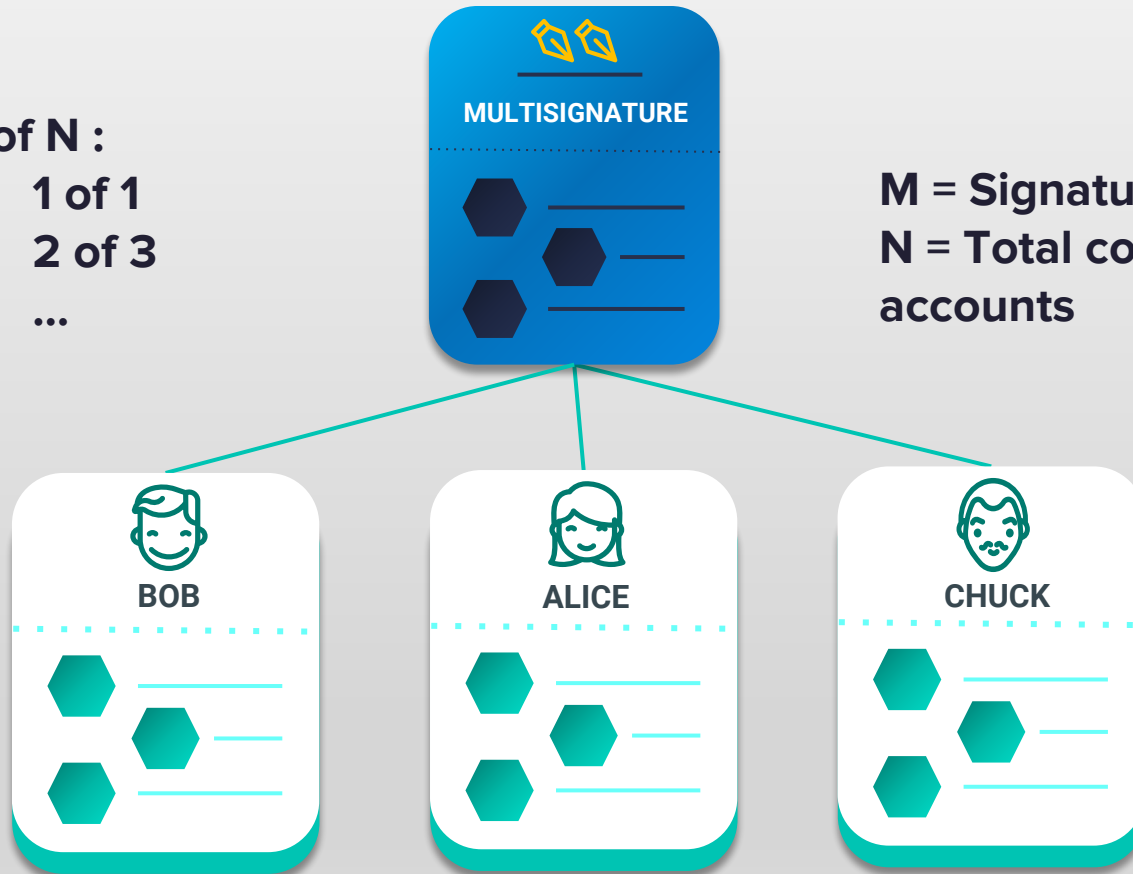 MULTISIGNATURE
of N :
1 of 1
2 of 3
...
M = Signatu
N = Total co
accounts
BOB
ALICE
CHUCK